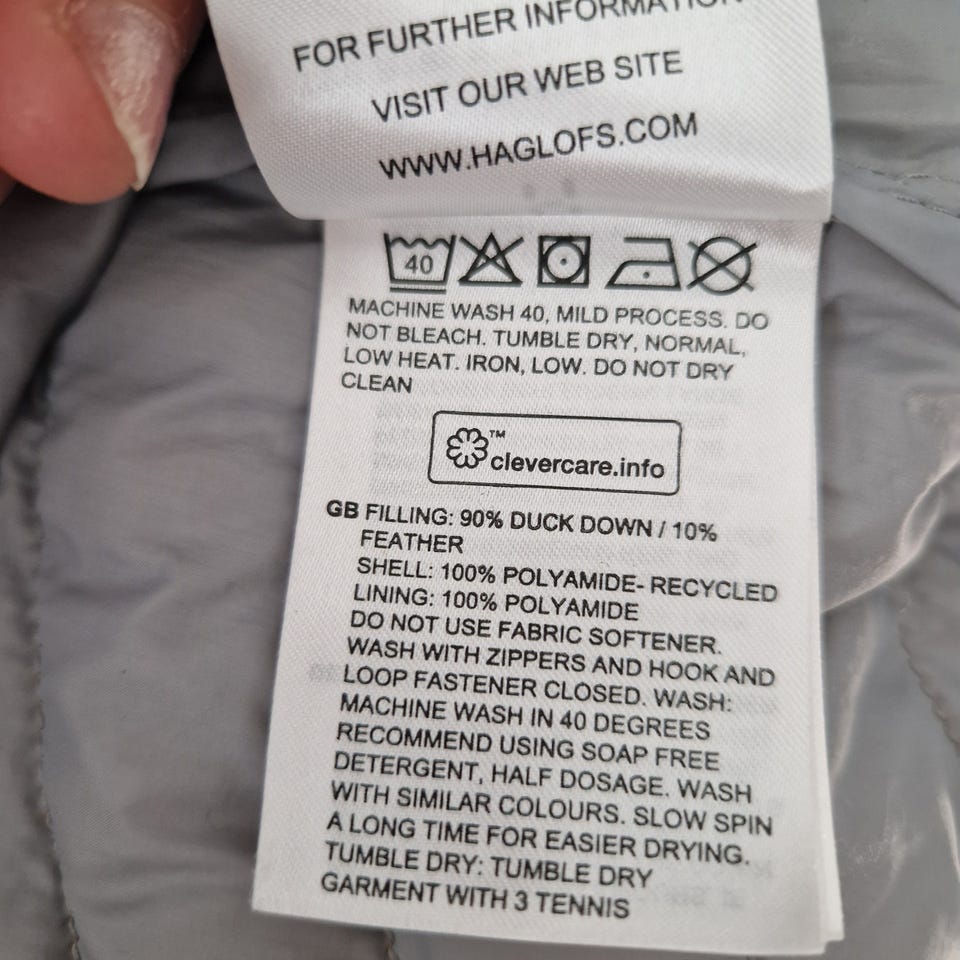 FOR FURTHER INFORMATION
VISIT OUR WEB SITE
WWW.HAGLOFS.COM
40
MACHINE WASH 40, MILD PROCESS. DO
NOT BLEACH. TUMBLE DRY, NORMAL,
LOW HEAT. IRON, LOW. DO NOT DRY
CLEAN
™
clevercare.info
GB FILLING: 90% DUCK DOWN / 10%
FEATHER
SHELL: 100% POLYAMIDE- RECYCLED
LINING: 100% POLYAMIDE
DO NOT USE FABRIC SOFTENER.
WASH WITH ZIPPERS AND HOOK AND
LOOP FASTENER CLOSED. WASH:
MACHINE WASH IN 40 DEGREES
RECOMMEND USING SOAP FREE
DETERGENT, HALF DOSAGE. WASH
WITH SIMILAR COLOURS. SLOW SPIN
A LONG TIME FOR EASIER DRYING.
TUMBLE DRY: TUMBLE DRY
GARMENT WITH 3 TENNIS